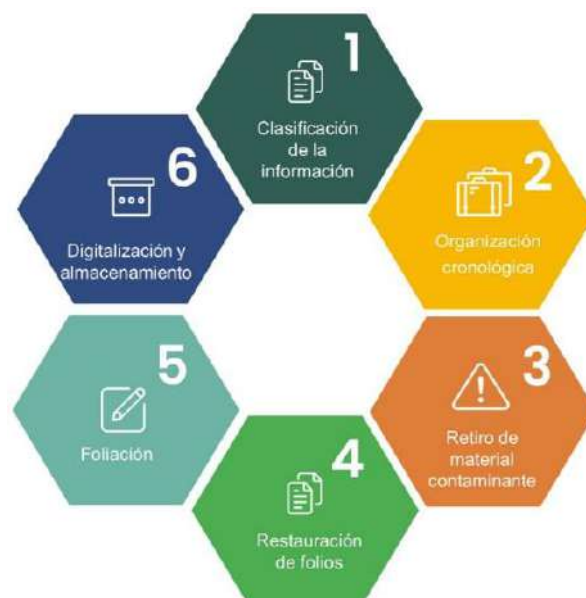 1
Clasificación
de la
información
2
Organización
cronológica
3
Retiro de
material
contaminante
4
Restauración
de folios
5
Foliación
6
Digitalización y
almacenamiento